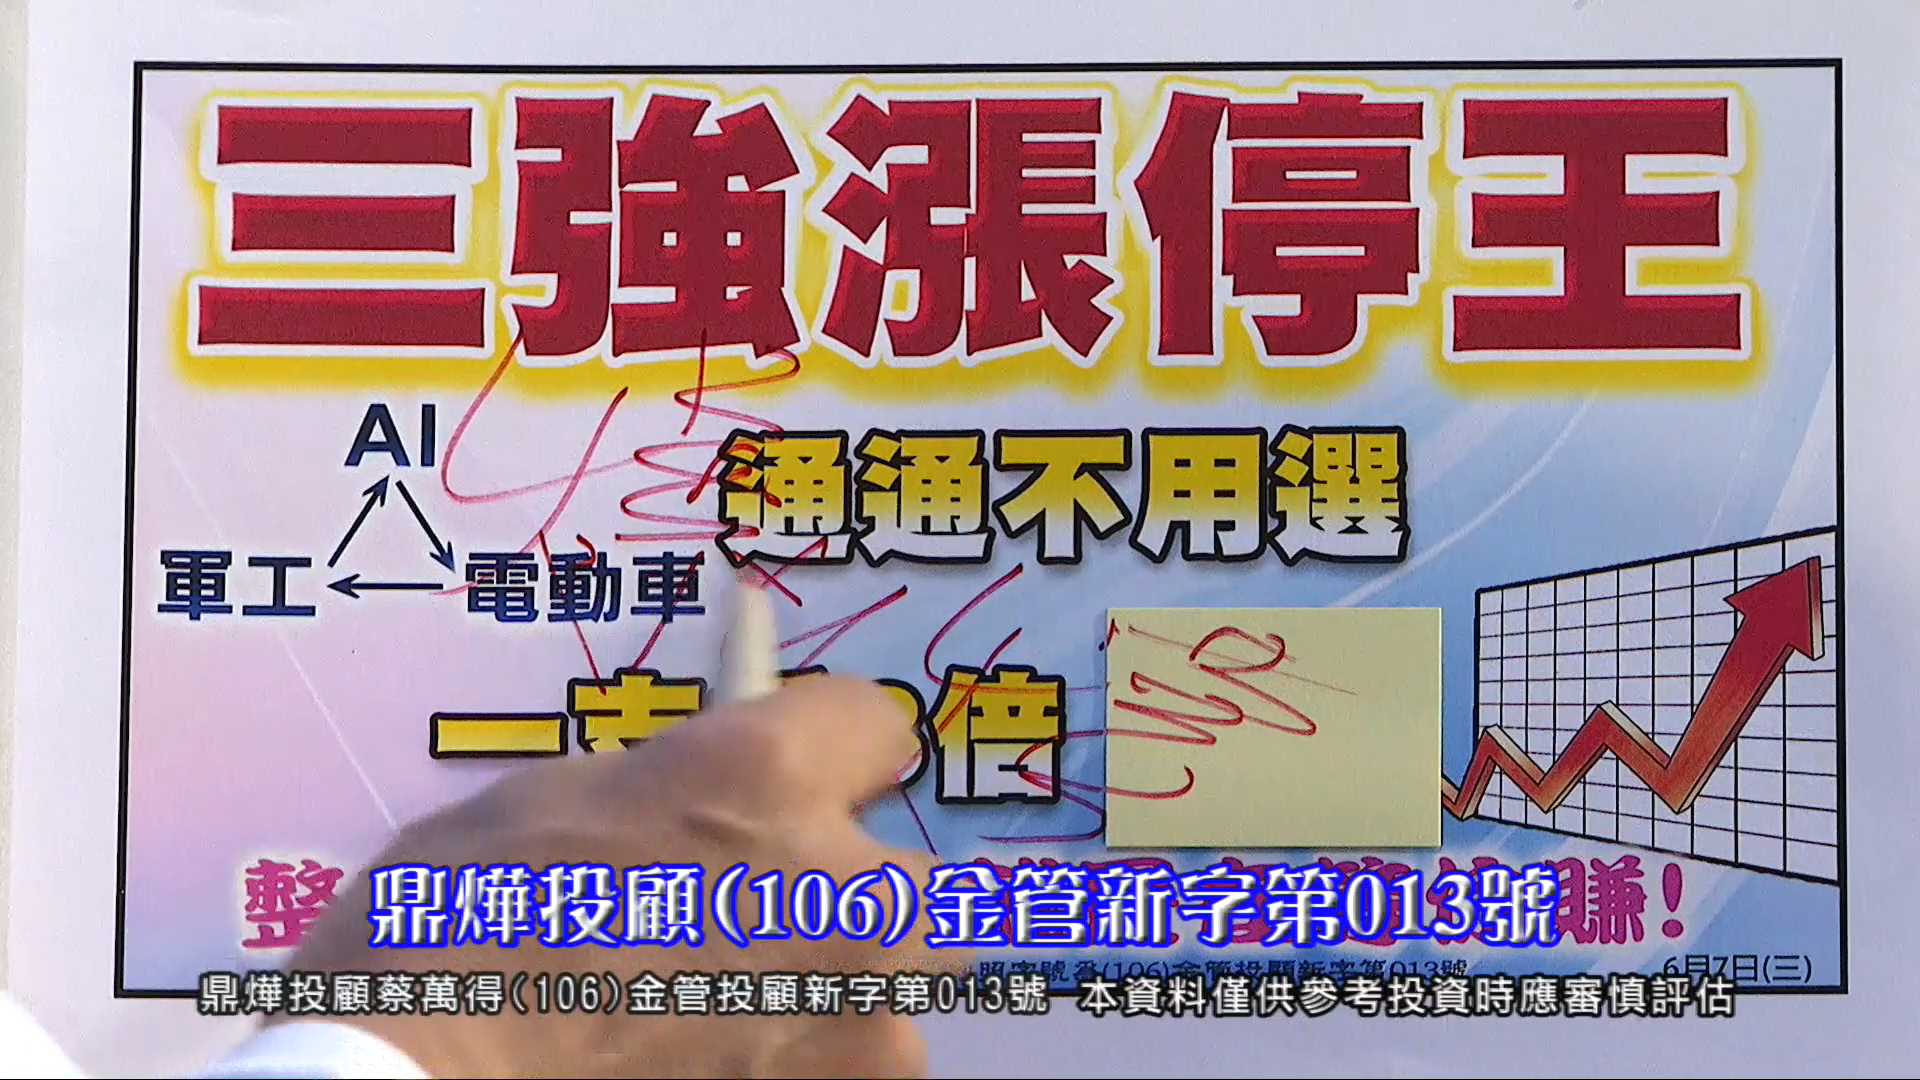 三強漲停王
AI
通通不用選
軍工
電動車
一
倍
整
賺！
鼎燁投顧(106)金管新字第013號
6月7日(三)
鼎燁投顧蔡萬得(106)金管投顧新字第013號 本資料僅供參考投資時應審慎評估